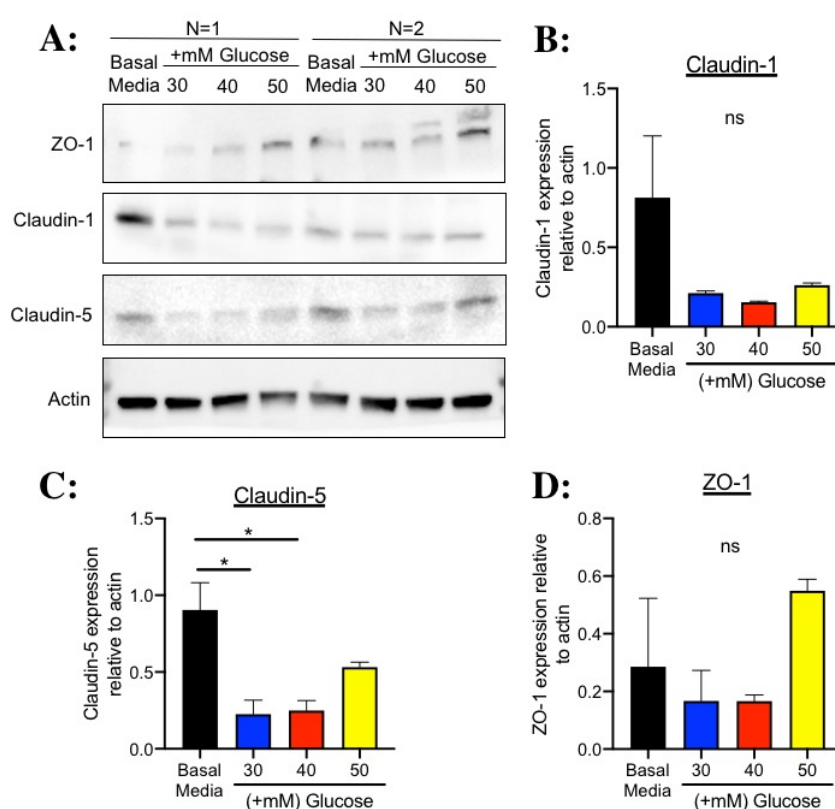 A:
N=1 N=2
Basal Media +mM Glucose +mM Glucose
30 40 50 Basal Media 30 40 50
ZO-1
Claudin-1
Claudin-5
Actin
B:
Claudin-1
ns
Claudin-1 expression
relative to actin
1.5
1.0
0.5
0.0
Basal Media 30 40 50
(+mM) Glucose
C:
Claudin-5
*
*
Claudin-5 expression
relative to actin
1.5
1.0
0.5
0.0
Basal Media 30 40 50
(+mM) Glucose
D:
ZO-1
ns
ZO-1 expression relative
to actin
0.8
0.6
0.4
0.2
0.0
Basal Media 30 40 50
(+mM) Glucose